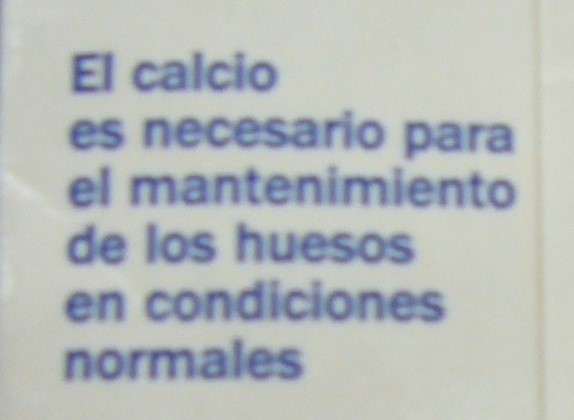 El calcio
es necesario para
el mantenimiento
de los huesos
en condiciones
normales